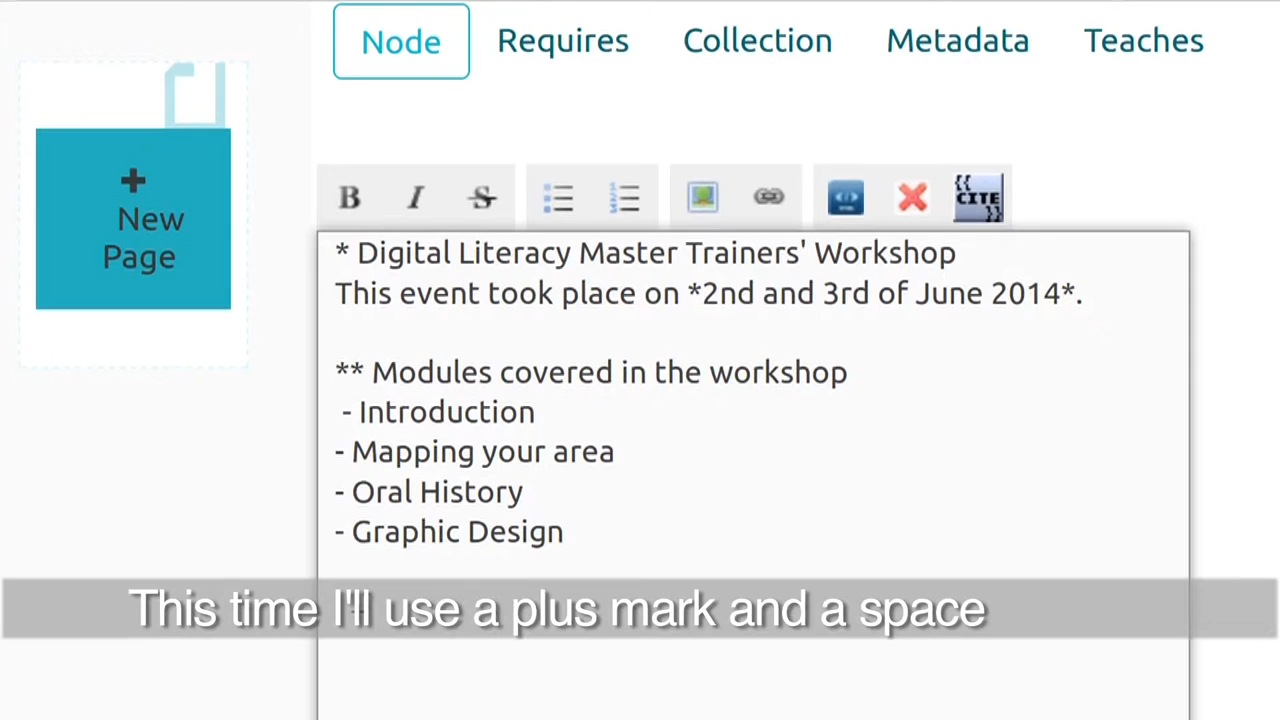 Node Requires Collection Metadata Teaches
+
New
Page
B I S {{CITE}}
* Digital Literacy Master Trainers' Workshop
This event took place on *2nd and 3rd of June 2014*.
** Modules covered in the workshop
- Introduction
- Mapping your area
- Oral History
- Graphic Design
This time I'll use a plus mark and a space